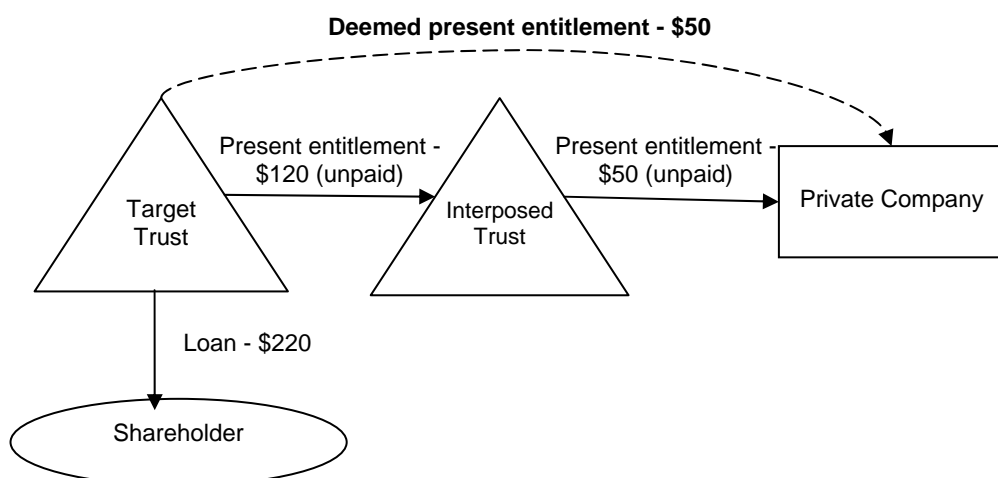 Deemed present entitlement - $50
Present entitlement -
$120 (unpaid)
Present entitlement -
$50 (unpaid)
Target
Trust
Interposed
Trust
Private Company
Loan - $220
Shareholder